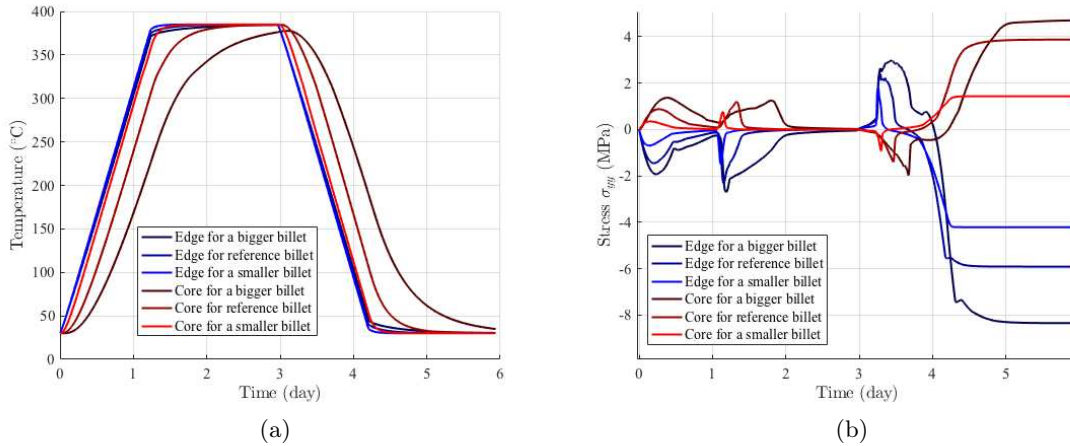 400
350
300
250
200
150
100
50
0
Temperature (°C)
Edge for a bigger billet
Edge for reference billet
Edge for a smaller billet
Core for a bigger billet
Core for reference billet
Core for a smaller billet
0 1 2 3 4 5 6
Time (day)
(a)
4
2
0
-2
-4
-6
-8
Stress σyy (MPa)
Edge for a bigger billet
Edge for reference billet
Edge for a smaller billet
Core for a bigger billet
Core for reference billet
Core for a smaller billet
0 1 2 3 4 5
Time (day)
(b)